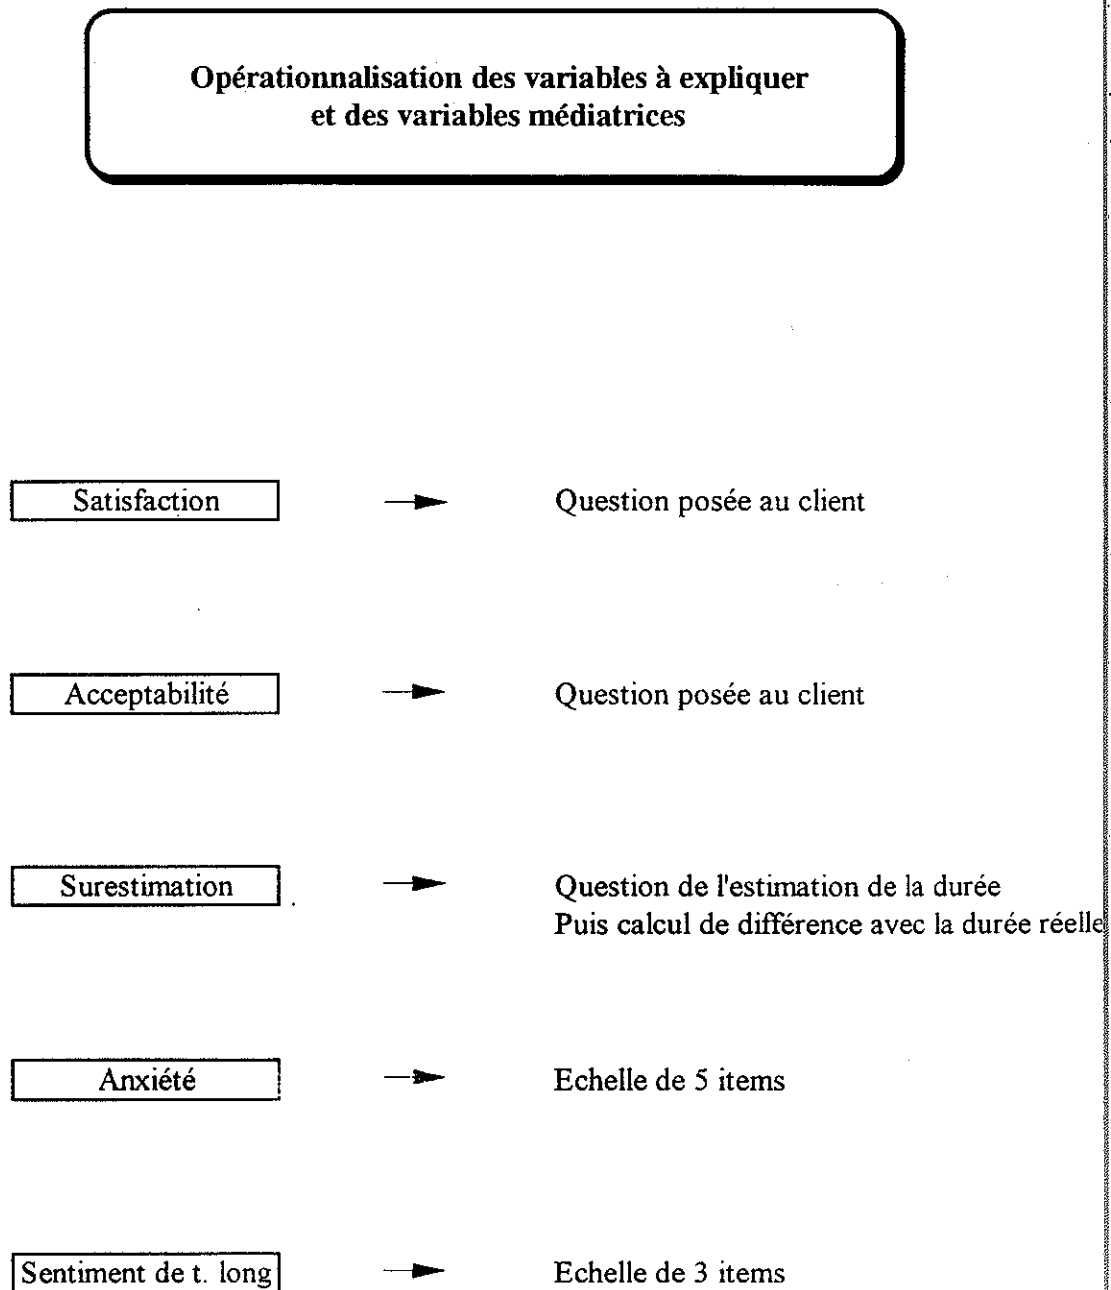 Opérationnalisation des variables à expliquer
et des variables médiatrices
Satisfaction → Question posée au client
Acceptabilité → Question posée au client
Surestimation → Question de l'estimation de la durée
Puis calcul de différence avec la durée réelle
Anxiété → Echelle de 5 items
Sentiment de t. long → Echelle de 3 items